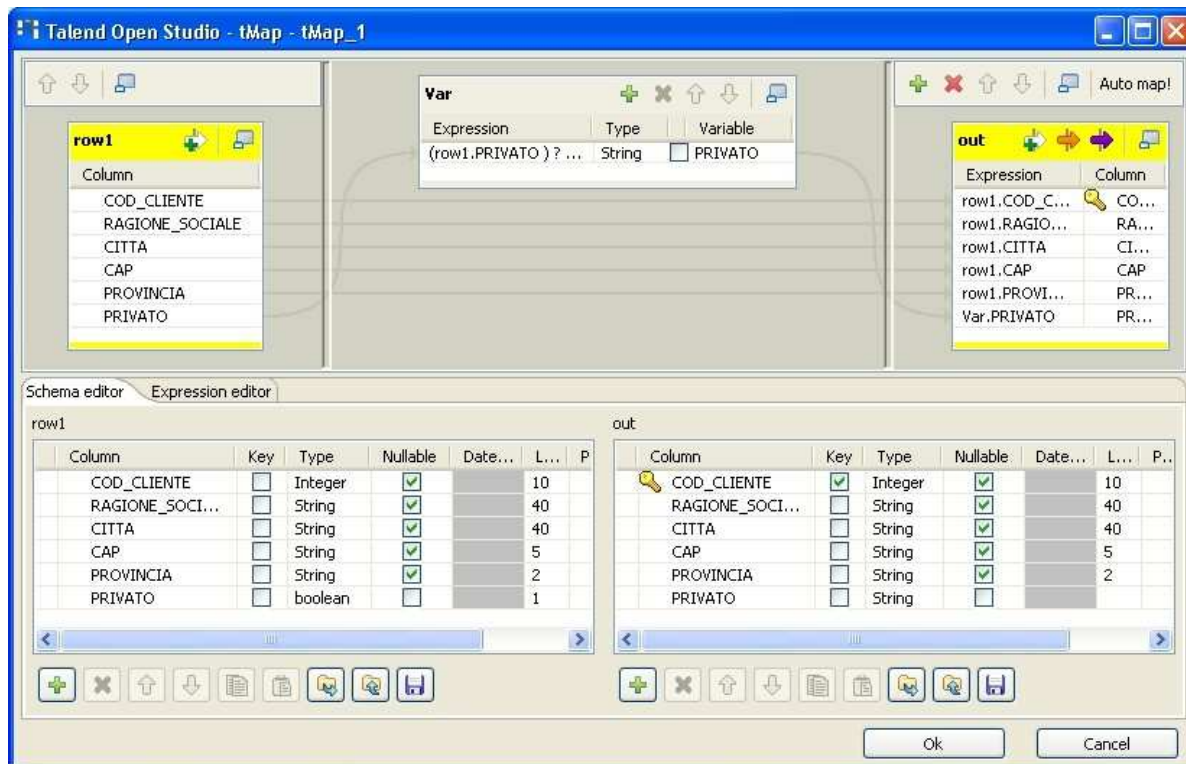 Talend Open Studio - tMap - tMap_1
row1
Column
COD_CLIENTE
RAGIONE_SOCIALE
CITTA
CAP
PROVINCIA
PRIVATO
Var
Expression Type Variable
(row1.PRIVATO ) ? ... String PRIVATO
Auto map!
out
Expression Column
row1.COD_C... CO...
row1.RAGIO... RA...
row1.CITTA CI...
row1.CAP CAP
row1.PROVI... PR...
Var.PRIVATO PR...
Schema editor Expression editor
row1
Column Key Type Nullable Date... L... P
COD_CLIENTE Integer 10
RAGIONE_SOCI... String 40
CITTA String 40
CAP String 5
PROVINCIA String 2
PRIVATO boolean 1
out
Column Key Type Nullable Date... L... P..
COD_CLIENTE Integer 10
RAGIONE_SOCI... String 40
CITTA String 40
CAP String 5
PROVINCIA String 2
PRIVATO String
Ok Cancel